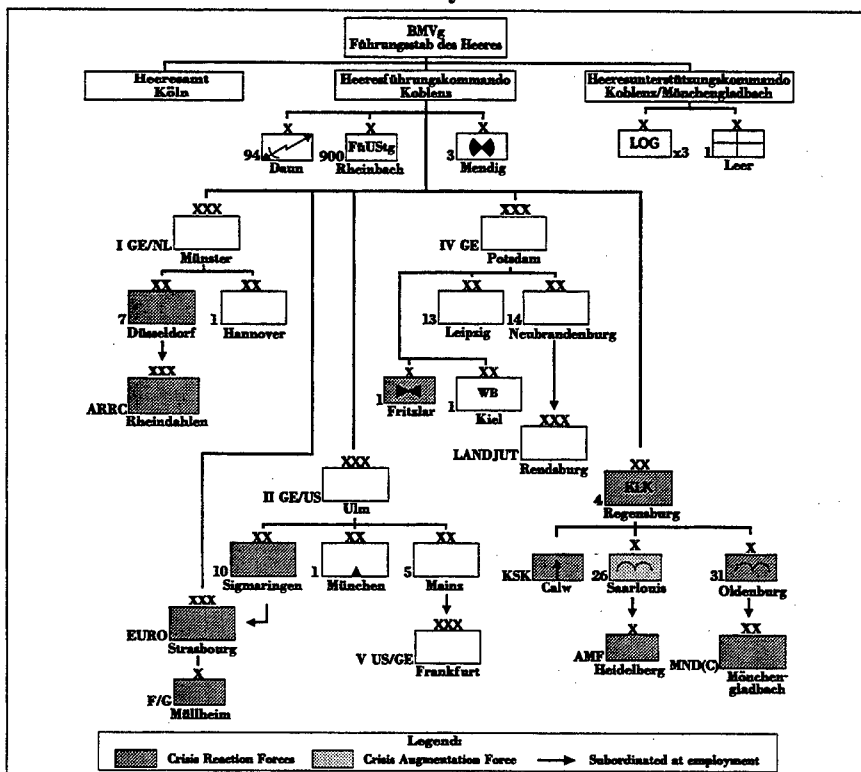 BMVg
Führungsstab des Heeres
Heeresamt
Köln
Heeresführungskommando
Koblenz
Heeresunterstützungskommando
Koblenz/Münchengladbach
X
94
Daun
X
FüUStg
900
Rheinbach
X
3
Mendig
X
LOG
x3
X
1
Leer
XXX
I GE/NL
Münster
XXX
IV GE
Potsdam
XX
7
Düsseldorf
XX
1
Hannover
XX
13
Leipzig
XX
14
Neubrandenburg
XXX
ARRC
Rheindahlen
X
1
Fritzlar
XX
WB
1
Kiel
XXX
LANDJUT
Rendsburg
XXX
II GE/US
Ulm
XX
KLK
4
Regensburg
XX
10
Sigmaringen
XX
1
München
XX
5
Mainz
KSK
Calw
X
26
Saarlouis
X
31
Oldenburg
XXX
EURO
Strasbourg
XXX
V US/GE
Frankfurt
X
AMF
Heidelberg
XX
MND(C)
Mönchen-
gladbach
X
F/G
Müllheim
Legend:
Crisis Reaction Forces
Crisis Augmentation Force
Subordinated at employment